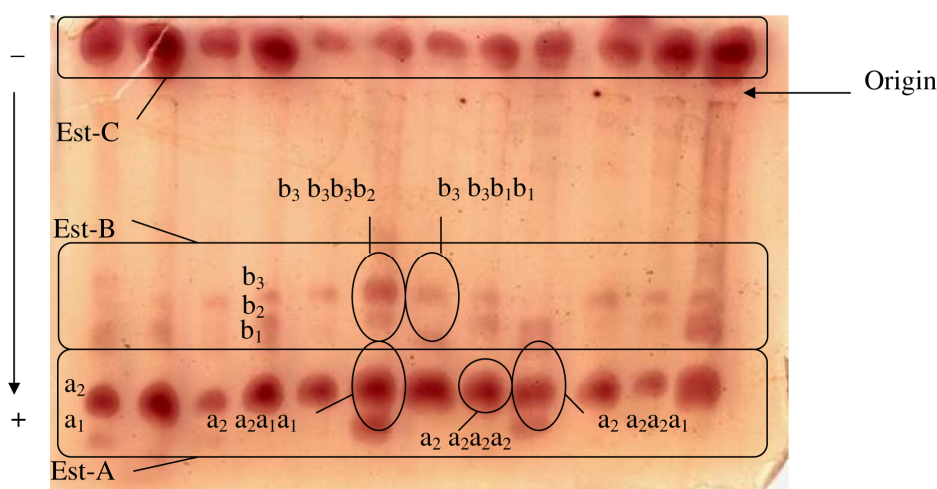 –
Origin
Est-C
b₃ b₃b₃b₂ b₃ b₃b₁b₁
Est-B
b₃
b₂
b₁
a₂
a₁
+
a₂ a₂a₁a₁
a₂ a₂a₂a₂
a₂ a₂a₂a₁
Est-A